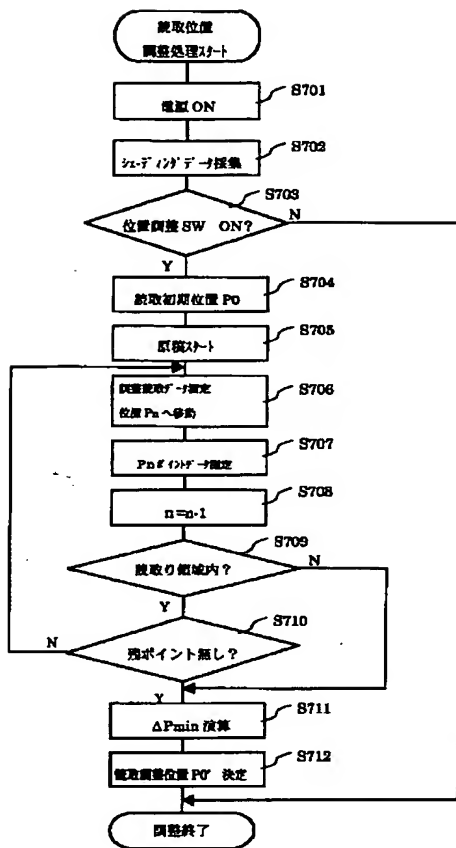 読取位置
調整処理スタート
電源 ON
S701
シェーディングデータ採集
S702
S703
位置調整 SW ON?
N
Y
読取初期位置 P0
S704
原稿スタート
S705
調整読取データ測定
位置 Pn へ移動
S706
Pnポイントデータ測定
S707
n=n-1
S708
S709
読取り領域内?
N
Y
S710
残ポイント無し?
N
Y
ΔPmin 演算
S711
読取調整位置 P0' 決定
S712
調整終了